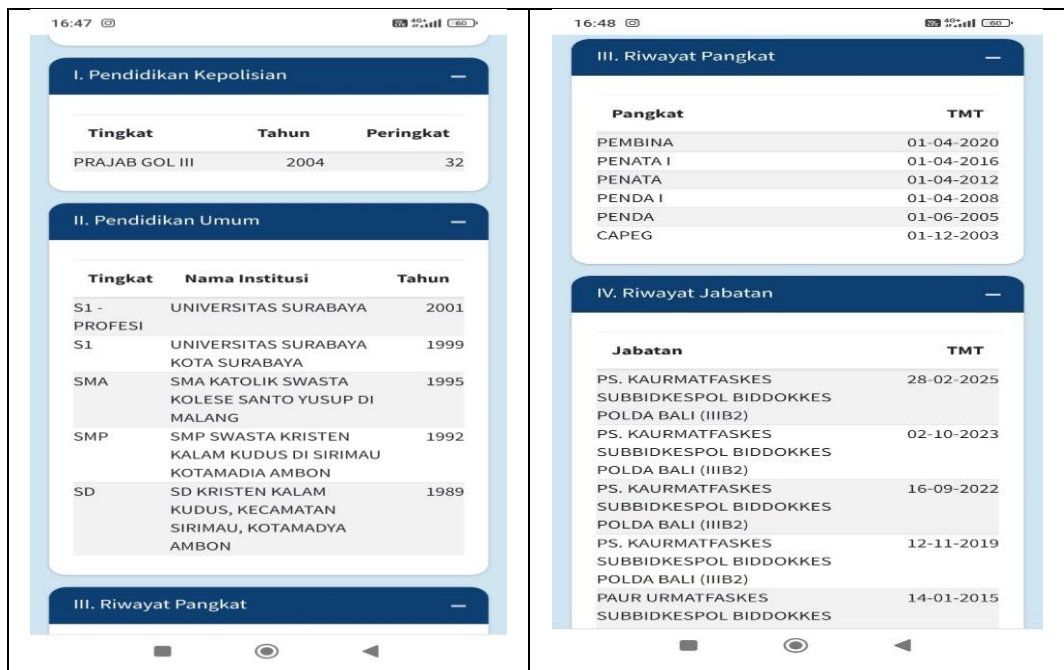 16:47
60
I. Pendidikan Kepolisian
Tingkat Tahun Peringkat
PRAJAB GOL III 2004 32
II. Pendidikan Umum
Tingkat Nama Institusi Tahun
S1 - UNIVERSITAS SURABAYA 2001
PROFESI
S1 UNIVERSITAS SURABAYA 1999
KOTA SURABAYA
SMA SMA KATOLIK SWASTA 1995
KOLESE SANTO YUSUP DI
MALANG
SMP SMP SWASTA KRISTEN 1992
KALAM KUDUS DI SIRIMAU
KOTAMADIA AMBON
SD SD KRISTEN KALAM 1989
KUDUS, KECAMATAN
SIRIMAU, KOTAMADYA
AMBON
III. Riwayat Pangkat
16:48
60
III. Riwayat Pangkat
Pangkat TMT
PEMBINA 01-04-2020
PENATA I 01-04-2016
PENATA 01-04-2012
PENDA I 01-04-2008
PENDA 01-06-2005
CAPEG 01-12-2003
IV. Riwayat Jabatan
Jabatan TMT
PS. KAURMATFASKES 28-02-2025
SUBBIDKESPOL BIDDOKKES
POLDA BALI (IIIB2)
PS. KAURMATFASKES 02-10-2023
SUBBIDKESPOL BIDDOKKES
POLDA BALI (IIIB2)
PS. KAURMATFASKES 16-09-2022
SUBBIDKESPOL BIDDOKKES
POLDA BALI (IIIB2)
PS. KAURMATFASKES 12-11-2019
SUBBIDKESPOL BIDDOKKES
POLDA BALI (IIIB2)
PAUR URMATFASKES 14-01-2015
SUBBIDKESPOL BIDDOKKES